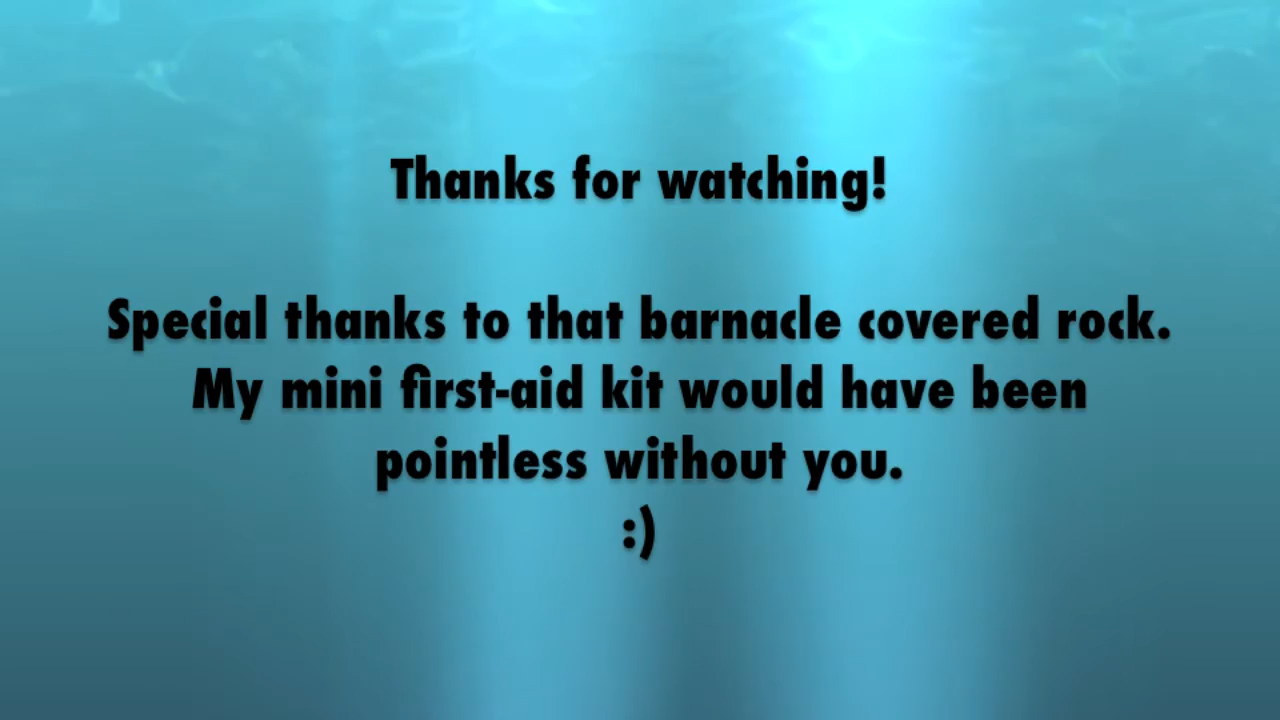 Thanks for watching!
Special thanks to that barnacle covered rock.
My mini first-aid kit would have been
pointless without you.
:)